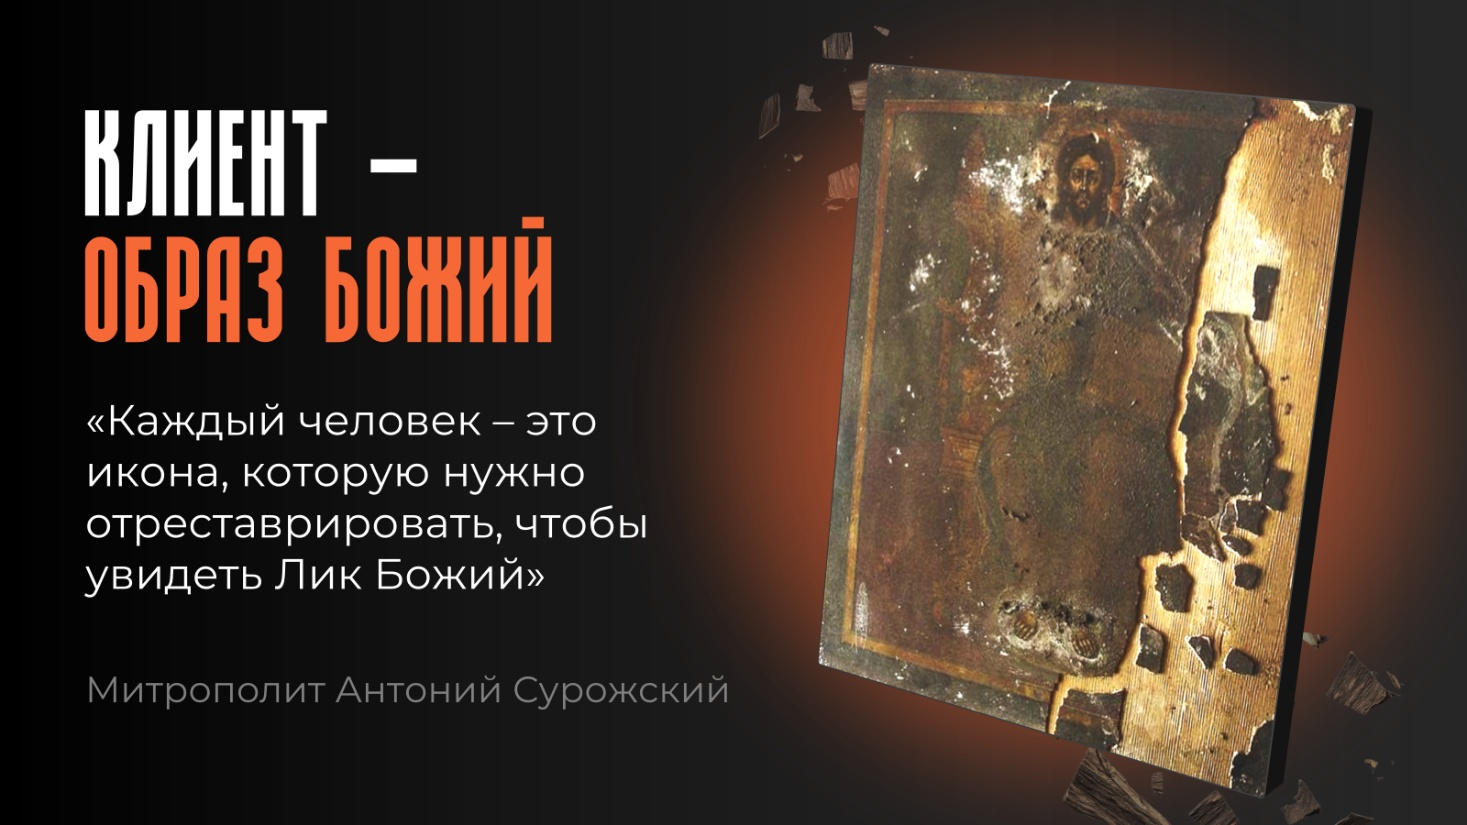 КЛИЕНТ –
ОБРАЗ БОЖИЙ
«Каждый человек – это
икона, которую нужно
отреставрировать, чтобы
увидеть Лик Божий»
Митрополит Антоний Сурожский